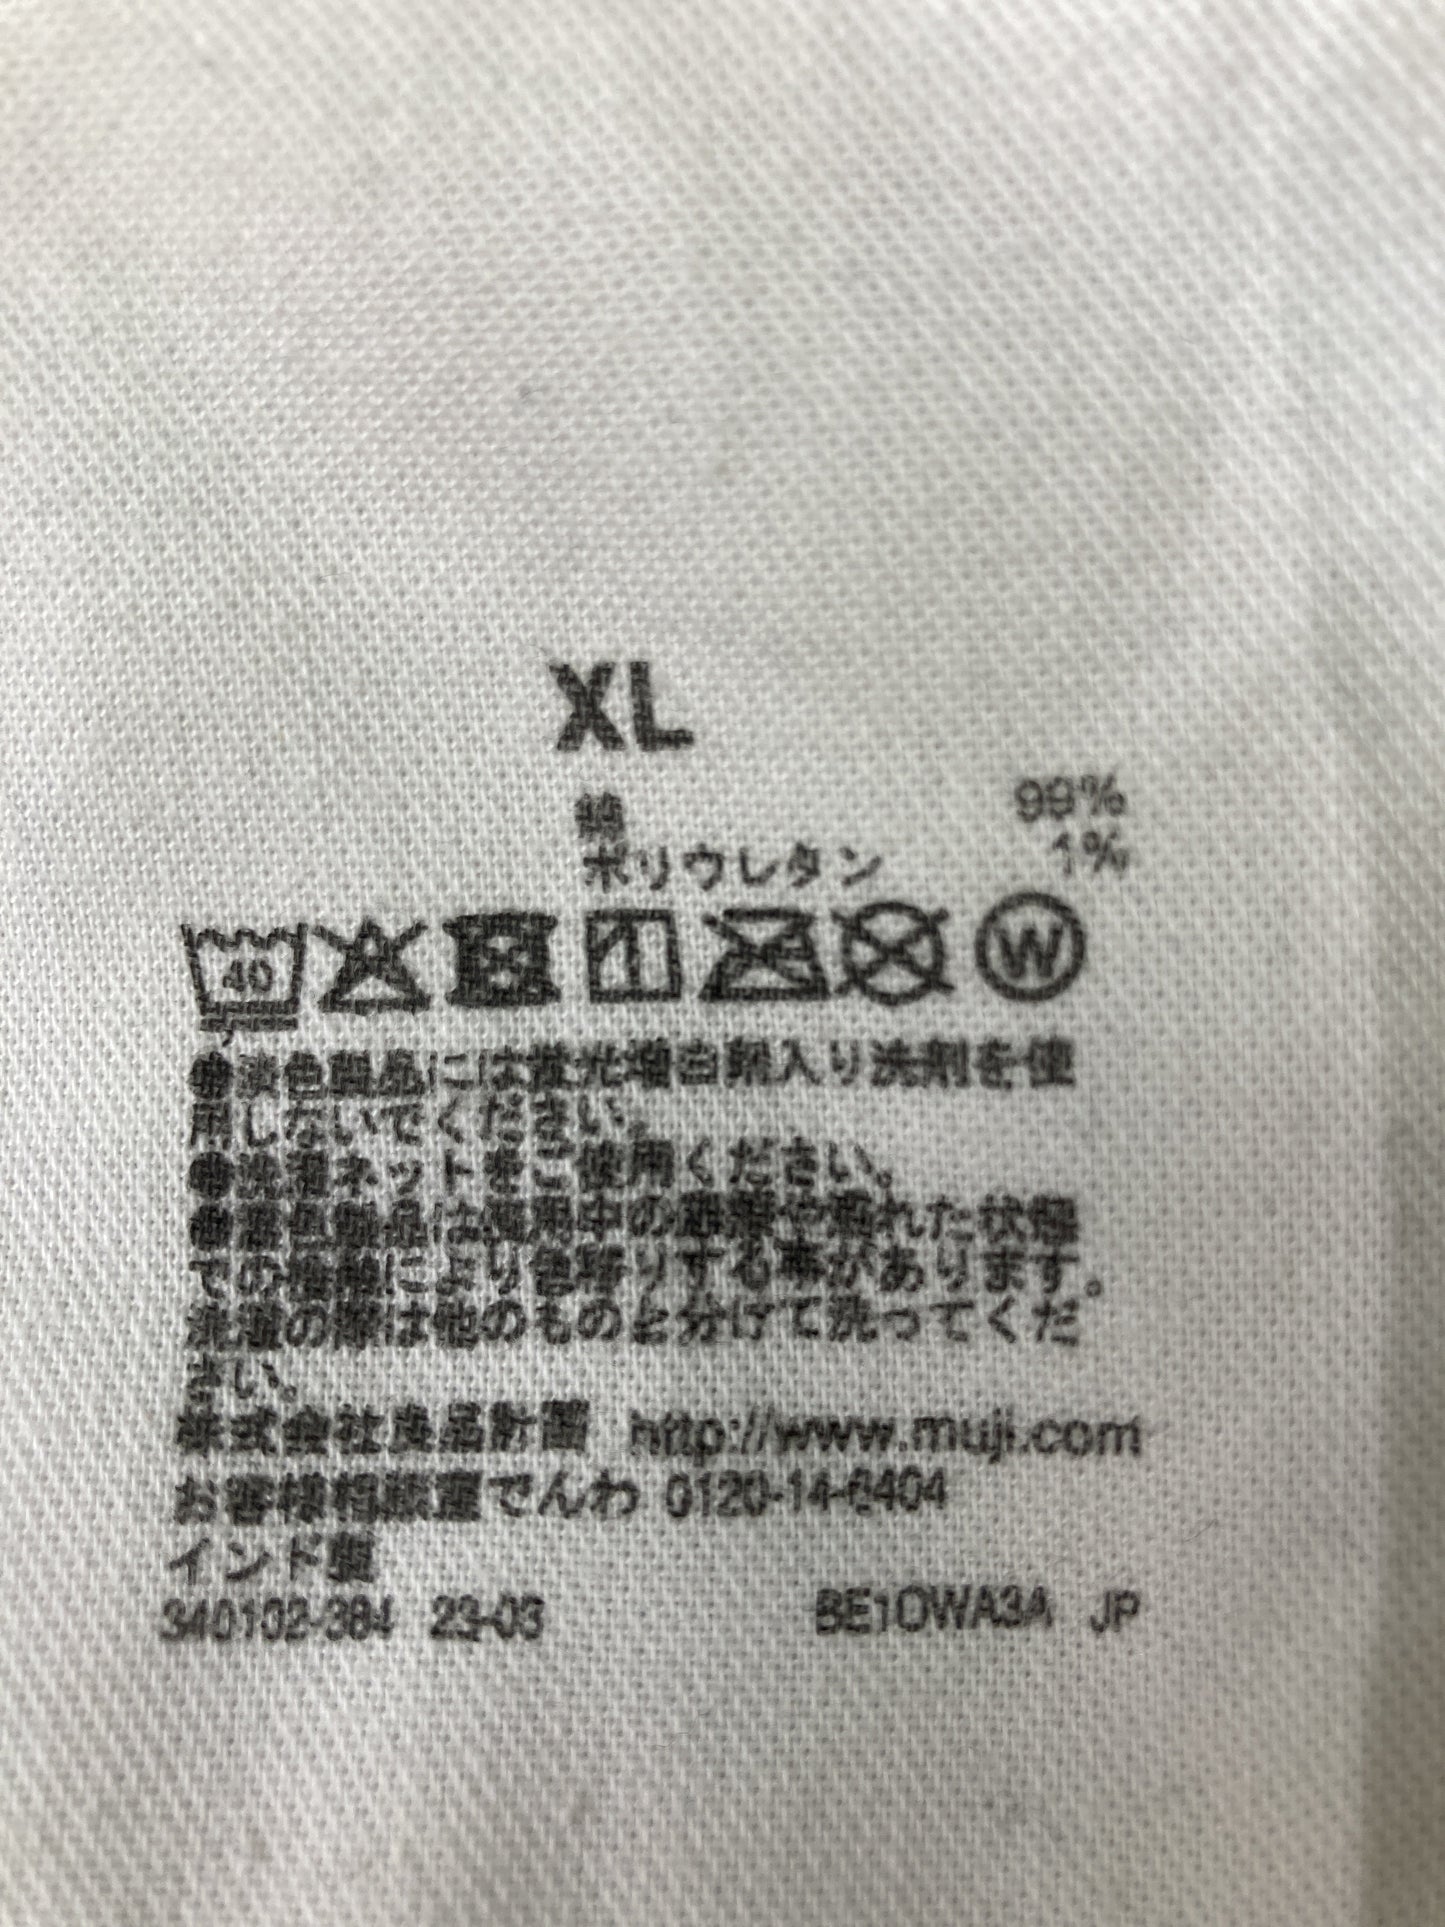 XL
綿 99%
ポリウレタン 1%
40
W
●淡色製品には蛍光増白剤入り洗剤を使
用しないでください。
●洗濯ネットをご使用ください。
●濃色製品は着用中の摩擦や濡れた状態
での接触により色移りする事があります。
洗濯の際は他のものと分けて洗ってくだ
さい。
株式会社良品計画 http://www.muji.com
お客様相談室でんわ 0120-14-6404
インド製
340102-384 23-03 BE1OWA3A JP